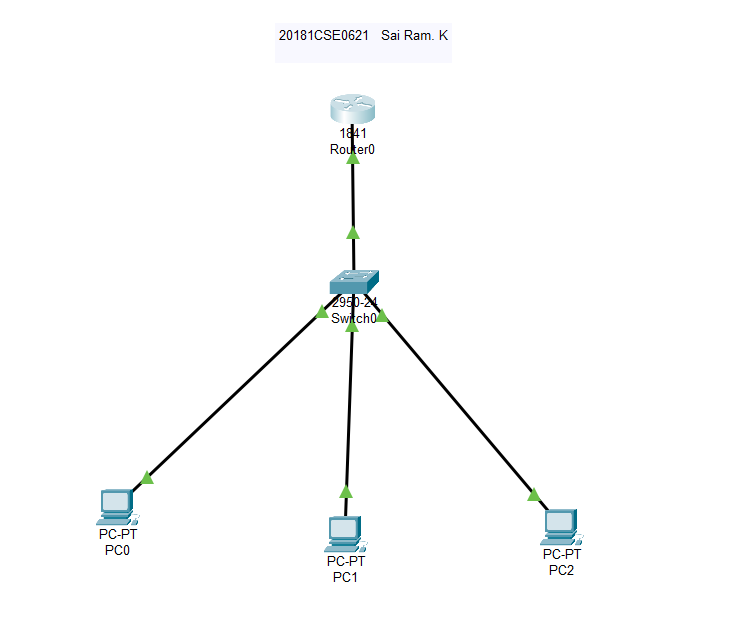 20181CSE0621 Sai Ram. K
1841
Router0
2950-24
Switch0
PC-PT
PC0
PC-PT
PC1
PC-PT
PC2